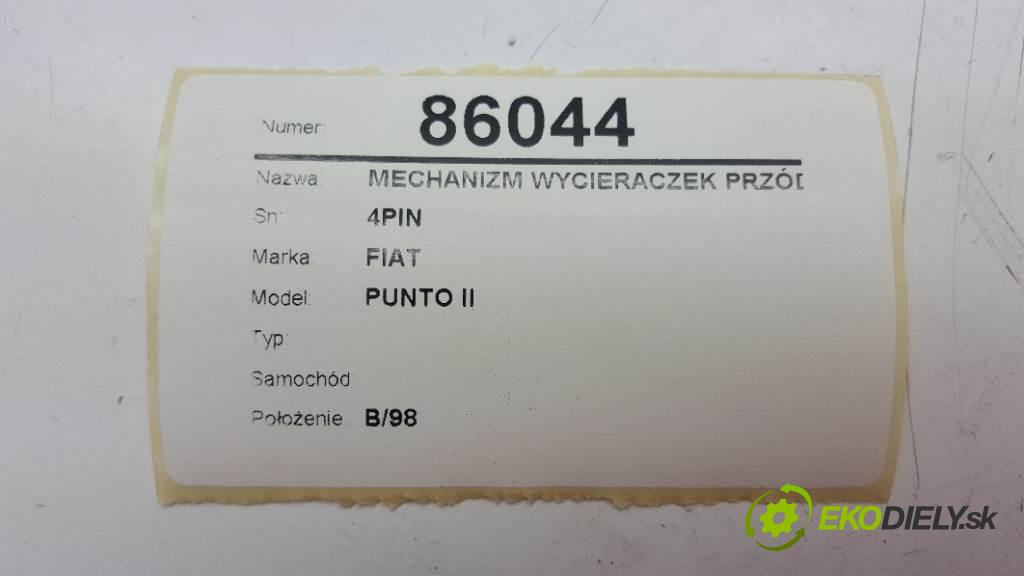 Numer: 86044
Nazwa: MECHANIZM WYCIERACZEK PRZÓD
Sn: 4PIN
Marka: FIAT
Model: PUNTO II
Typ:
Samochód
Położenie: B/98
EKODIELY.sk